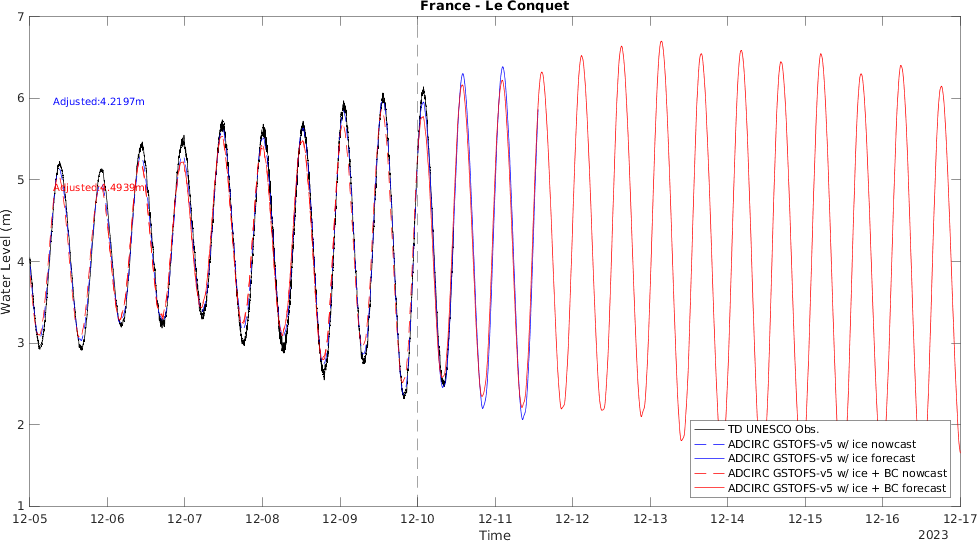 France - Le Conquet
7
6
5
4
3
2
1
Water Level (m)
Adjusted:4.2197m
Adjusted:4.4939m
TD UNESCO Obs.
ADCIRC GSTOFS-v5 w/ ice nowcast
ADCIRC GSTOFS-v5 w/ ice forecast
ADCIRC GSTOFS-v5 w/ ice + BC nowcast
ADCIRC GSTOFS-v5 w/ ice + BC forecast
12-05 12-06 12-07 12-08 12-09 12-10 12-11 12-12 12-13 12-14 12-15 12-16 12-17
Time
2023